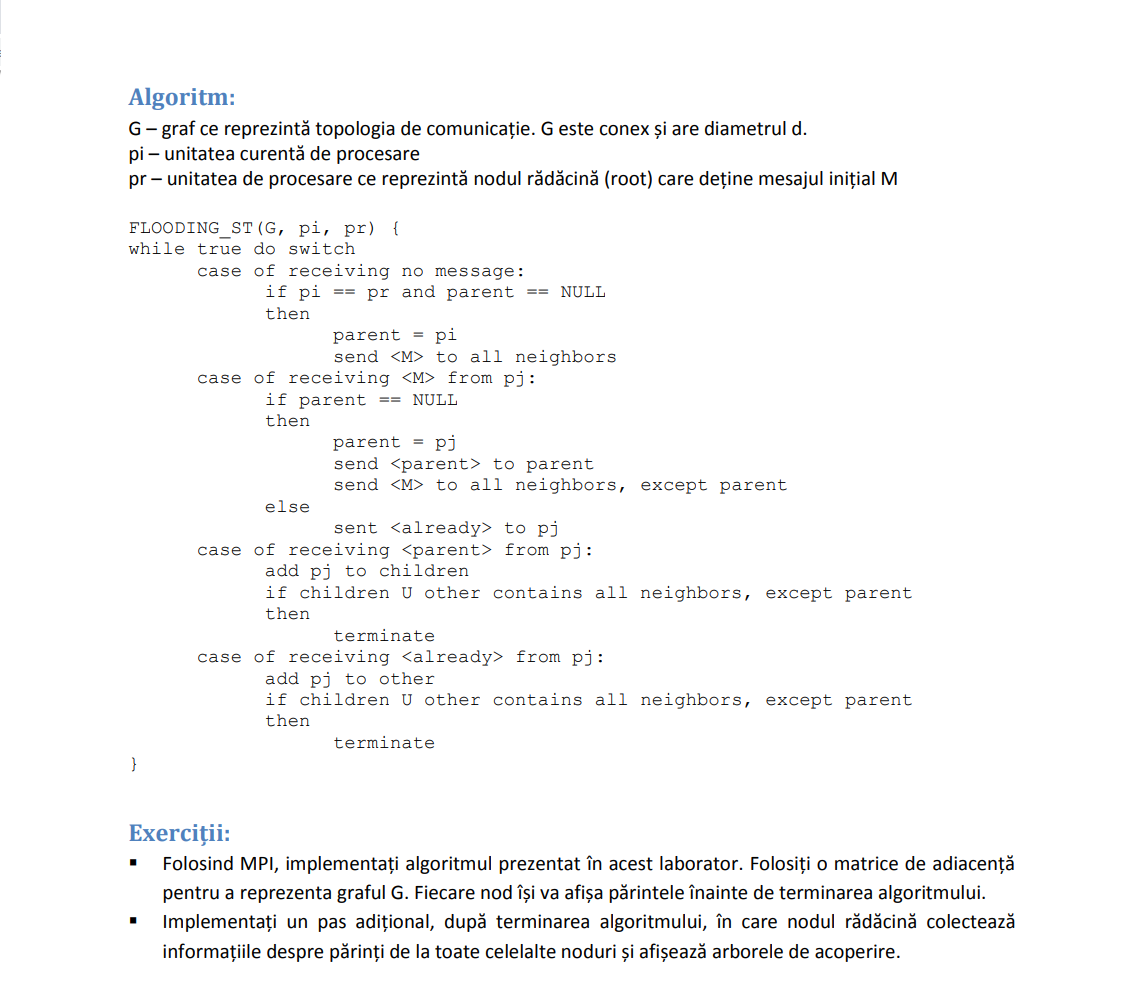 Algoritm:
G – graf ce reprezintă topologia de comunicație. G este conex și are diametrul d.
pi – unitatea curentă de procesare
pr – unitatea de procesare ce reprezintă nodul rădăcină (root) care deține mesajul inițial M
FLOODING_ST(G, pi, pr) {
while true do switch
case of receiving no message:
if pi == pr and parent == NULL
then
parent = pi
send <M> to all neighbors
case of receiving <M> from pj:
if parent == NULL
then
parent = pj
send <parent> to parent
send <M> to all neighbors, except parent
else
sent <already> to pj
case of receiving <parent> from pj:
add pj to children
if children U other contains all neighbors, except parent
then
terminate
case of receiving <already> from pj:
add pj to other
if children U other contains all neighbors, except parent
then
terminate
}
Exerciții:
▪ Folosind MPI, implementați algoritmul prezentat în acest laborator. Folosiți o matrice de adiacență
pentru a reprezenta graful G. Fiecare nod își va afișa părintele înainte de terminarea algoritmului.
▪ Implementați un pas adițional, după terminarea algoritmului, în care nodul rădăcină colectează
informațiile despre părinți de la toate celelalte noduri și afișează arborele de acoperire.